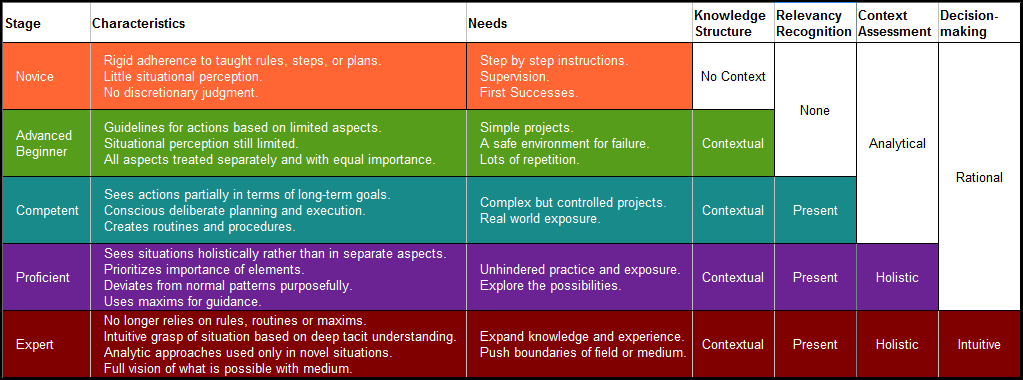 Stage
Characteristics
Needs
Knowledge
Structure
Relevancy
Recognition
Context
Assessment
Decision-
making
Novice
Rigid adherence to taught rules, steps, or plans.
Little situational perception.
No discretionary judgment.
Step by step instructions.
Supervision.
First Successes.
No Context
None
Analytical
Rational
Advanced
Beginner
Guidelines for actions based on limited aspects.
Situational perception still limited.
All aspects treated separately and with equal importance.
Simple projects.
A safe environment for failure.
Lots of repetition.
Contextual
Competent
Sees actions partially in terms of long-term goals.
Conscious deliberate planning and execution.
Creates routines and procedures.
Complex but controlled projects.
Real world exposure.
Contextual
Present
Proficient
Sees situations holistically rather than in separate aspects.
Prioritizes importance of elements.
Deviates from normal patterns purposefully.
Uses maxims for guidance.
Unhindered practice and exposure.
Explore the possibilities.
Contextual
Present
Holistic
Expert
No longer relies on rules, routines or maxims.
Intuitive grasp of situation based on deep tacit understanding.
Analytic approaches used only in novel situations.
Full vision of what is possible with medium.
Expand knowledge and experience.
Push boundaries of field or medium.
Contextual
Present
Holistic
Intuitive